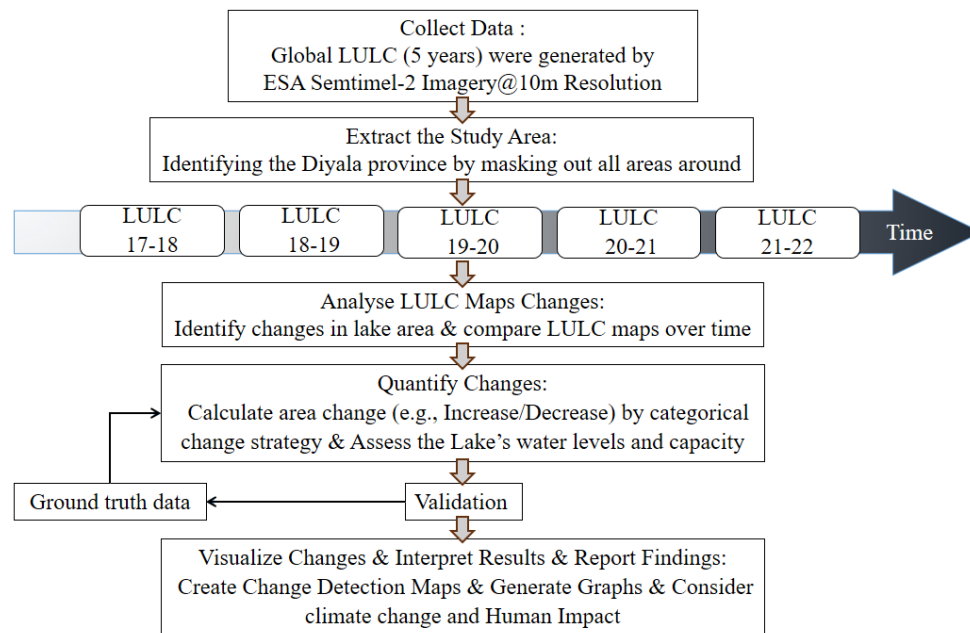 Collect Data :
Global LULC (5 years) were generated by
ESA Semtimel-2 Imagery@10m Resolution
Extract the Study Area:
Identifying the Diyala province by masking out all areas around
LULC
17-18
LULC
18-19
LULC
19-20
LULC
20-21
LULC
21-22
Time
Analyse LULC Maps Changes:
Identify changes in lake area & compare LULC maps over time
Quantify Changes:
Calculate area change (e.g., Increase/Decrease) by categorical
change strategy & Assess the Lake's water levels and capacity
Ground truth data
Validation
Visualize Changes & Interpret Results & Report Findings:
Create Change Detection Maps & Generate Graphs & Consider
climate change and Human Impact